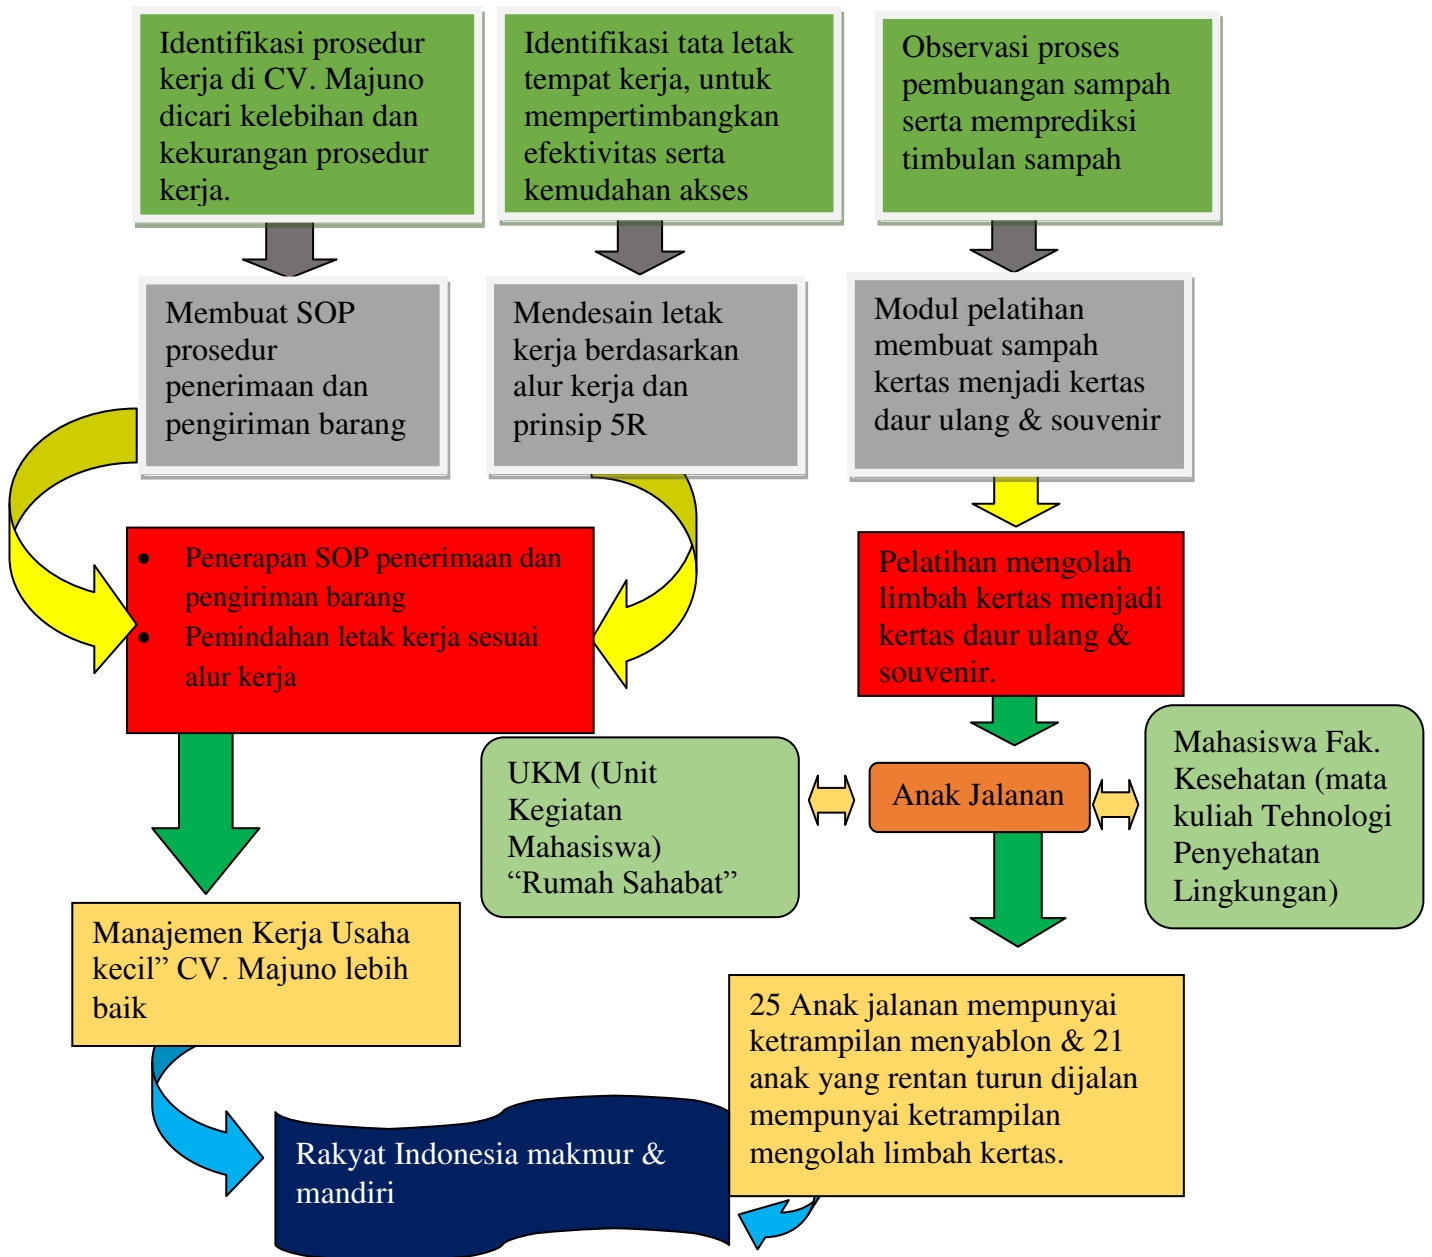 Identifikasi prosedur
kerja di CV. Majuno
dicari kelebihan dan
kekurangan prosedur
kerja.
Identifikasi tata letak
tempat kerja, untuk
mempertimbangkan
efektivitas serta
kemudahan akses
Observasi proses
pembuangan sampah
serta memprediksi
timbulan sampah
Membuat SOP
prosedur
penerimaan dan
pengiriman barang
Mendesain letak
kerja berdasarkan
alur kerja dan
prinsip 5R
Modul pelatihan
membuat sampah
kertas menjadi kertas
daur ulang & souvenir
• Penerapan SOP penerimaan dan
pengiriman barang
• Pemindahan letak kerja sesuai
alur kerja
Pelatihan mengolah
limbah kertas menjadi
kertas daur ulang &
souvenir.
UKM (Unit
Kegiatan
Mahasiswa)
“Rumah Sahabat”
Anak Jalanan
Mahasiswa Fak.
Kesehatan (mata
kuliah Tehnologi
Penyehatan
Lingkungan)
Manajemen Kerja Usaha
kecil” CV. Majuno lebih
baik
25 Anak jalanan mempunyai
ketrampilan menyablon & 21
anak yang rentan turun dijalan
mempunyai ketrampilan
mengolah limbah kertas.
Rakyat Indonesia makmur &
mandiri